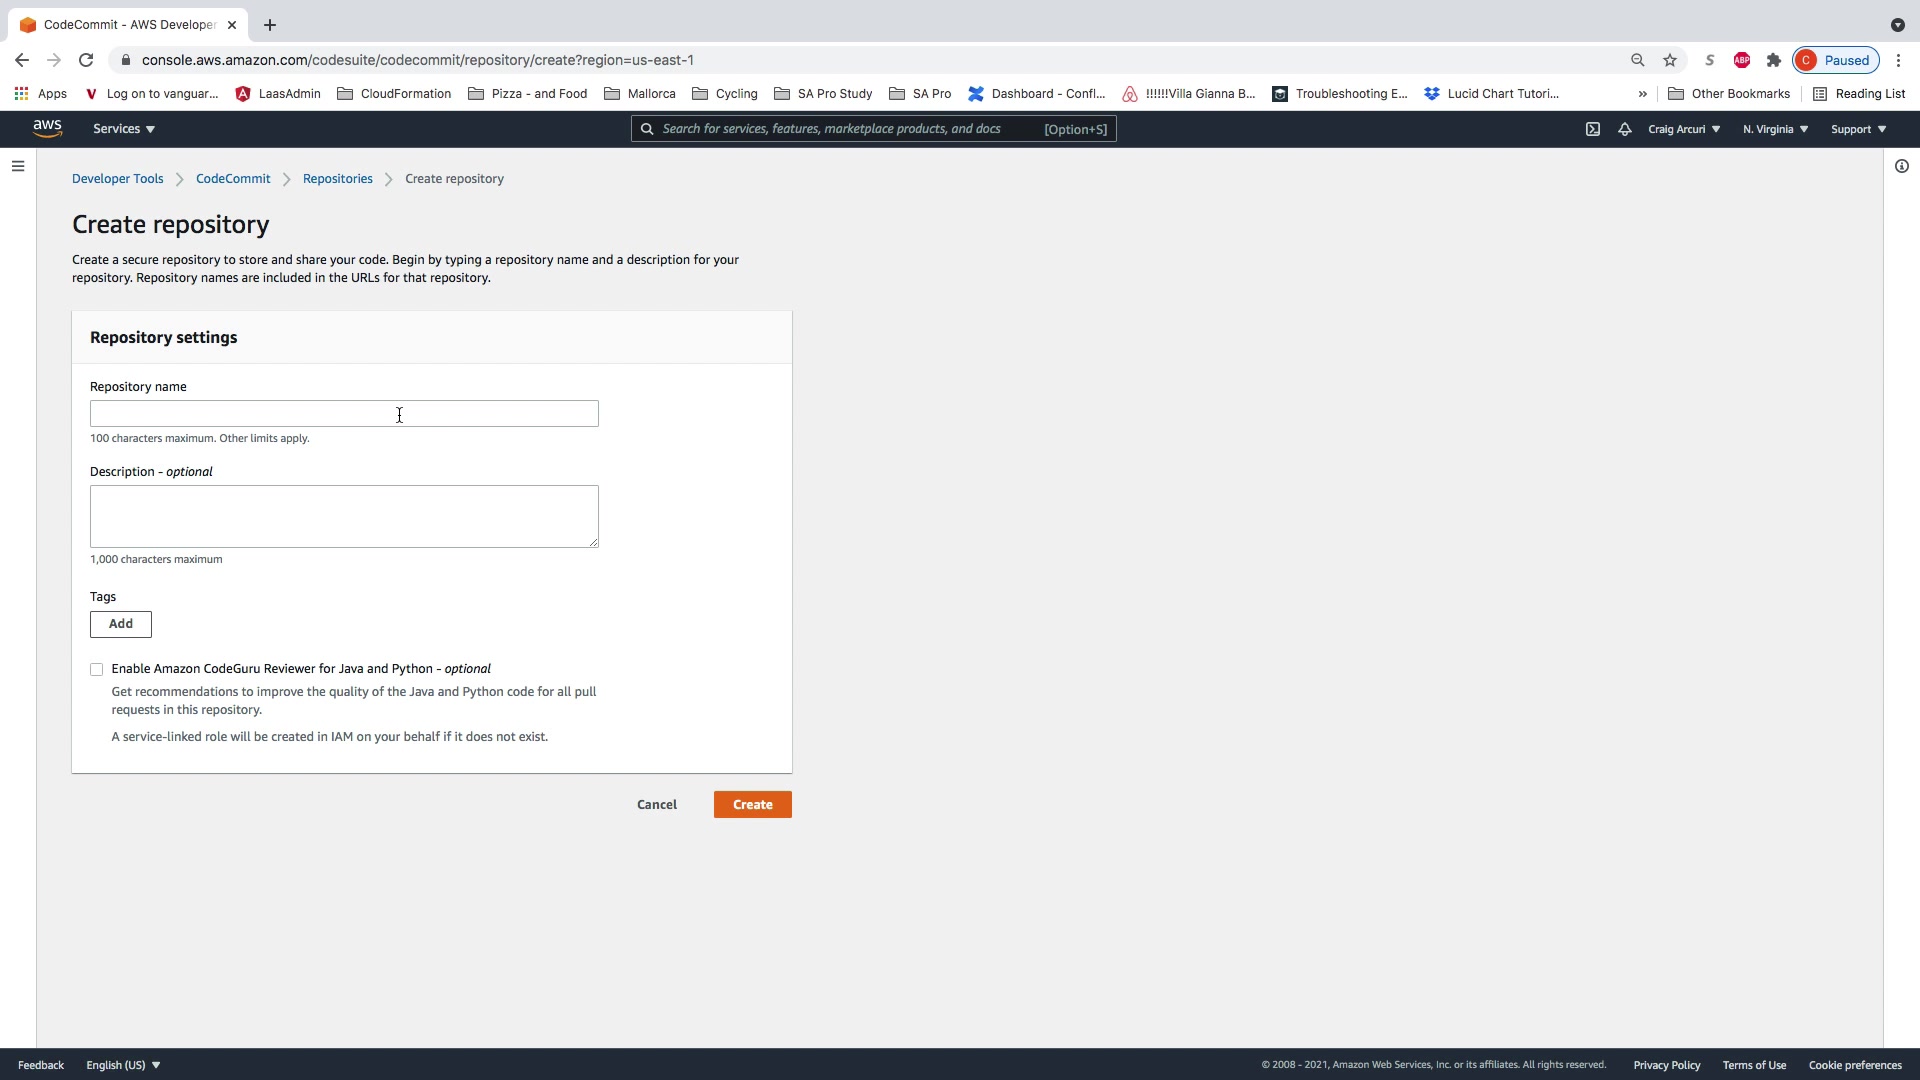 CodeCommit - AWS Developer
console.aws.amazon.com/codesuite/codecommit/repository/create?region=us-east-1
ABP
C Paused
Apps
Log on to vanguar...
LaasAdmin
CloudFormation
Pizza - and Food
Mallorca
Cycling
SA Pro Study
SA Pro
Dashboard - Confl...
!!!!!!Villa Gianna B...
Troubleshooting E...
Lucid Chart Tutori...
»
Other Bookmarks
Reading List
aws
Services
Search for services, features, marketplace products, and docs
[Option+S]
Craig Arcuri
N. Virginia
Support
Developer Tools
CodeCommit
Repositories
Create repository
Create repository
Create a secure repository to store and share your code. Begin by typing a repository name and a description for your
repository. Repository names are included in the URLs for that repository.
Repository settings
Repository name
100 characters maximum. Other limits apply.
Description - optional
1,000 characters maximum
Tags
Add
Enable Amazon CodeGuru Reviewer for Java and Python - optional
Get recommendations to improve the quality of the Java and Python code for all pull
requests in this repository.
A service-linked role will be created in IAM on your behalf if it does not exist.
Cancel
Create
Feedback
English (US)
© 2008 - 2021, Amazon Web Services, Inc. or its affiliates. All rights reserved.
Privacy Policy
Terms of Use
Cookie preferences